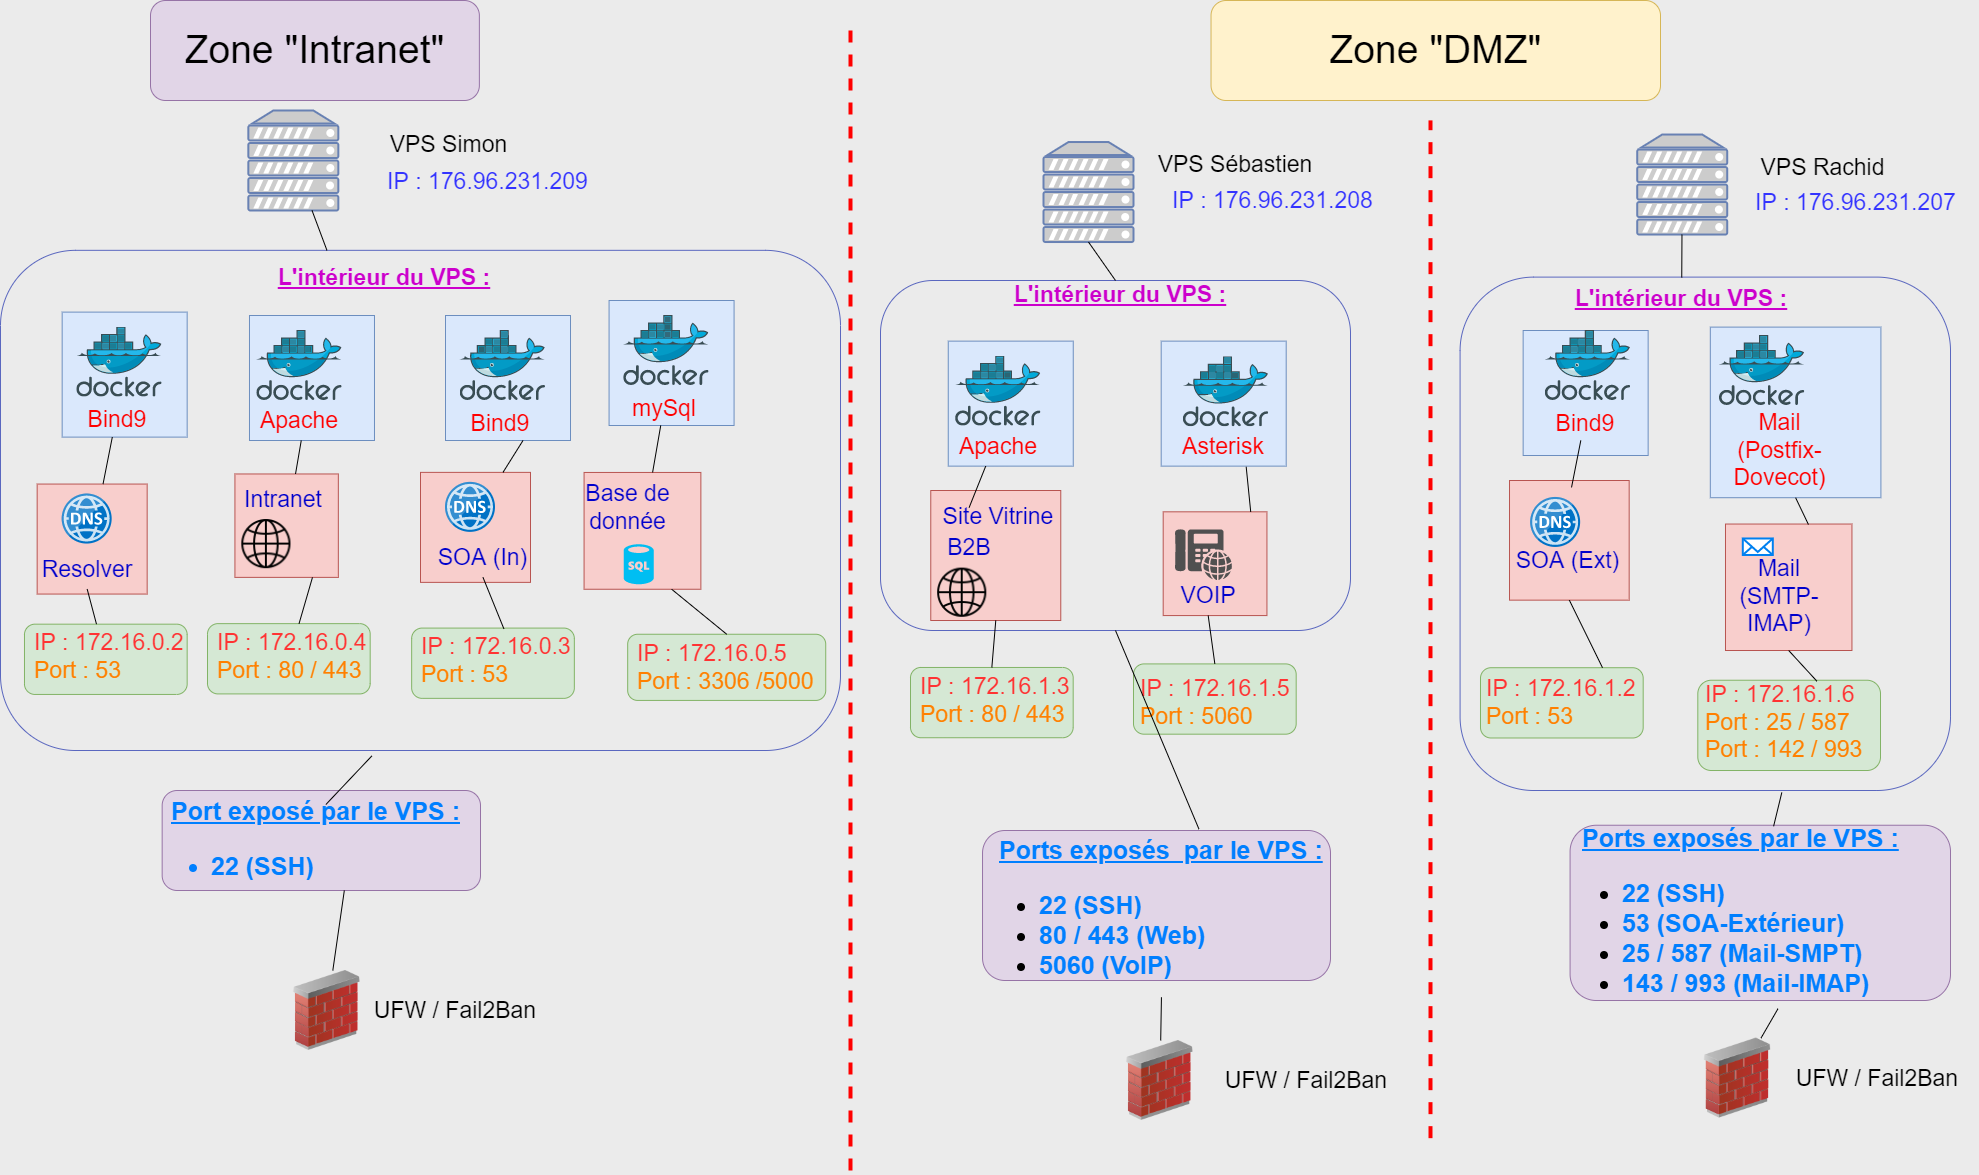 Zone "Intranet"
VPS Simon
IP : 176.96.231.209
L'intérieur du VPS :
docker
Bind9
docker
Apache
docker
Bind9
docker
mySql
DNS
Resolver
Intranet
DNS
SOA (In)
Base de
donnée
SQL
IP : 172.16.0.2
Port : 53
IP : 172.16.0.4
Port : 80 / 443
IP : 172.16.0.3
Port : 53
IP : 172.16.0.5
Port : 3306 /5000
Port exposé par le VPS :
22 (SSH)
UFW / Fail2Ban
Zone "DMZ"
VPS Sébastien
IP : 176.96.231.208
L'intérieur du VPS :
docker
Apache
docker
Asterisk
Site Vitrine
B2B
VOIP
IP : 172.16.1.3
Port : 80 / 443
IP : 172.16.1.5
Port : 5060
Ports exposés  par le VPS :
22 (SSH)
80 / 443 (Web)
5060 (VoIP)
UFW / Fail2Ban
VPS Rachid
IP : 176.96.231.207
L'intérieur du VPS :
docker
Bind9
docker
Mail
(Postfix-
Dovecot)
DNS
SOA (Ext)
Mail
(SMTP-
IMAP)
IP : 172.16.1.2
Port : 53
IP : 172.16.1.6
Port : 25 / 587
Port : 142 / 993
Ports exposés par le VPS :
22 (SSH)
53 (SOA-Extérieur)
25 / 587 (Mail-SMPT)
143 / 993 (Mail-IMAP)
UFW / Fail2Ban